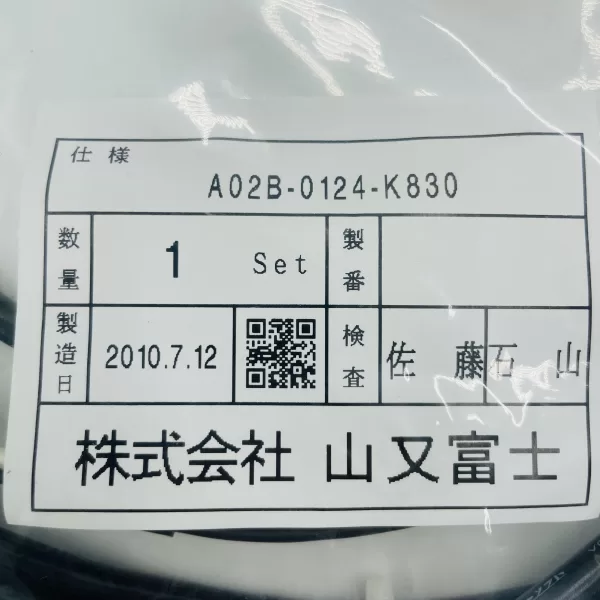 仕様
A02B-0124-K830
数量 1 Set 製番
製造日 2010.7.12 検査 佐藤 石山
株式会社 山又富士